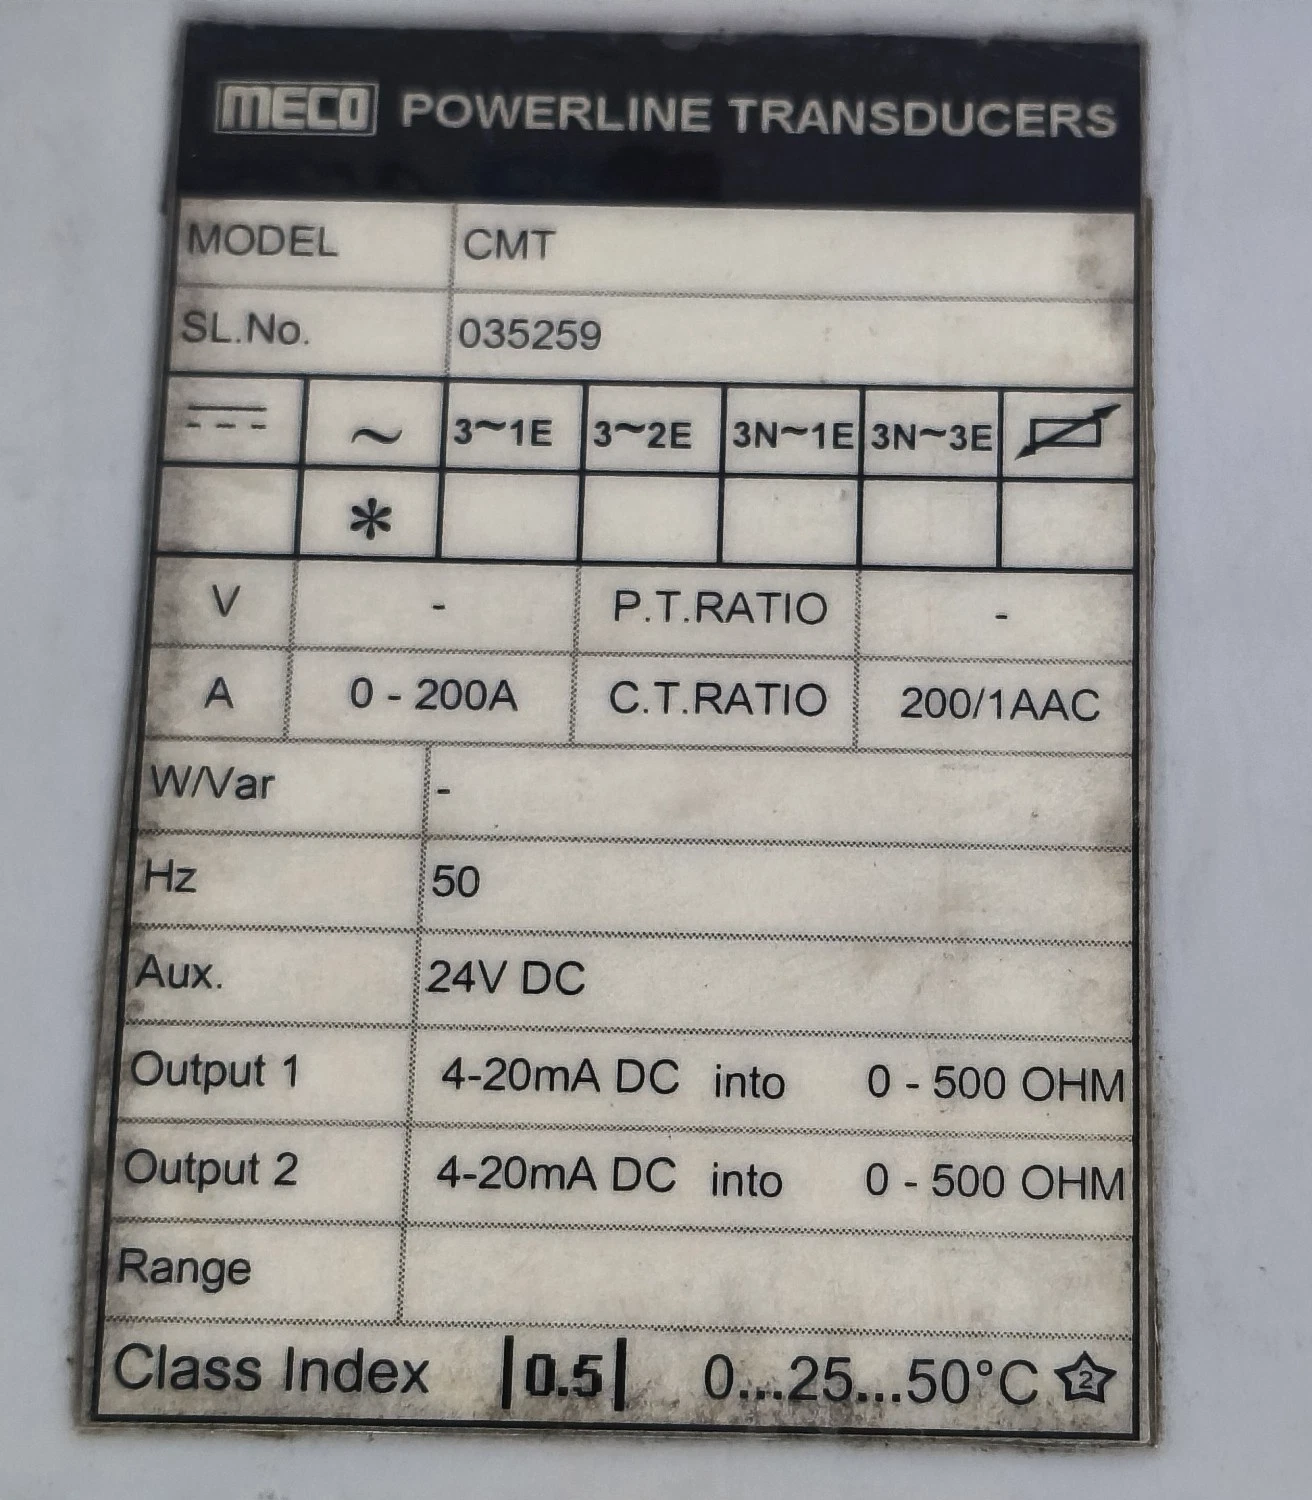 MECO POWERLINE TRANSDUCERS
MODEL CMT
SL.No. 035259
~ 3~1E 3~2E 3N~1E 3N~3E
*
V - P.T.RATIO -
A 0 - 200A C.T.RATIO 200/1AAC
W/Var -
Hz 50
Aux. 24V DC
Output 1 4-20mA DC into 0 - 500 OHM
Output 2 4-20mA DC into 0 - 500 OHM
Range
Class Index |0.5| 0...25...50°C 2